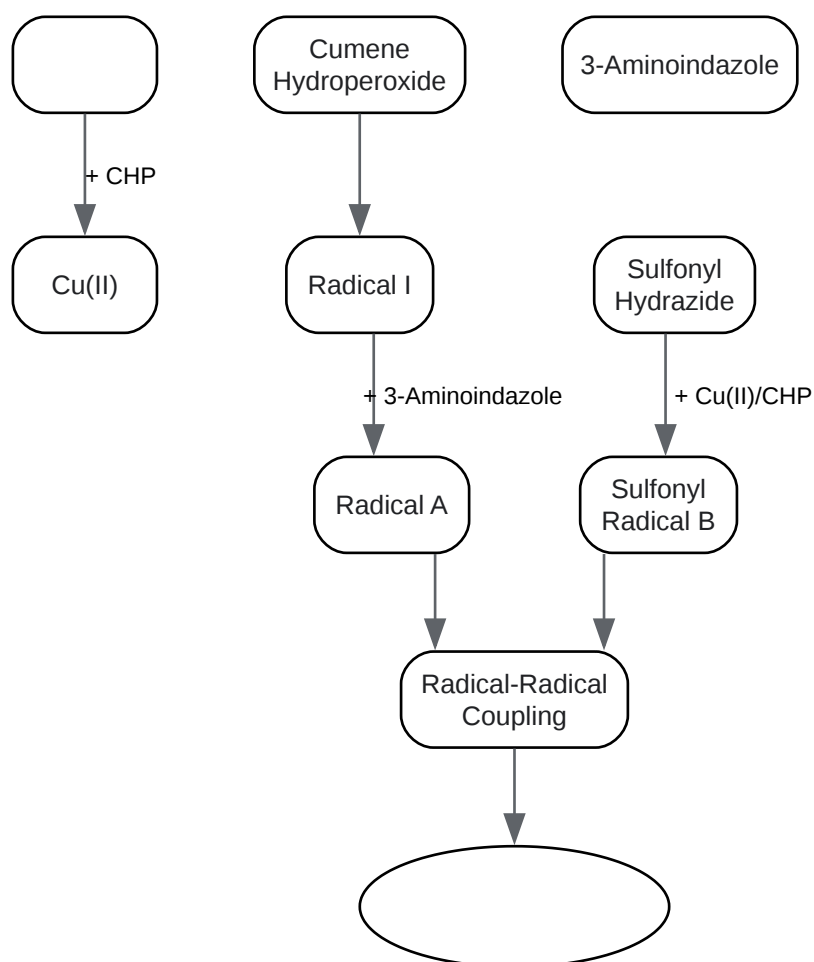 Cumene
Hydroperoxide
3-Aminoindazole
+ CHP
Cu(II)
Radical I
Sulfonyl
Hydrazide
+ 3-Aminoindazole
+ Cu(II)/CHP
Radical A
Sulfonyl
Radical B
Radical-Radical
Coupling